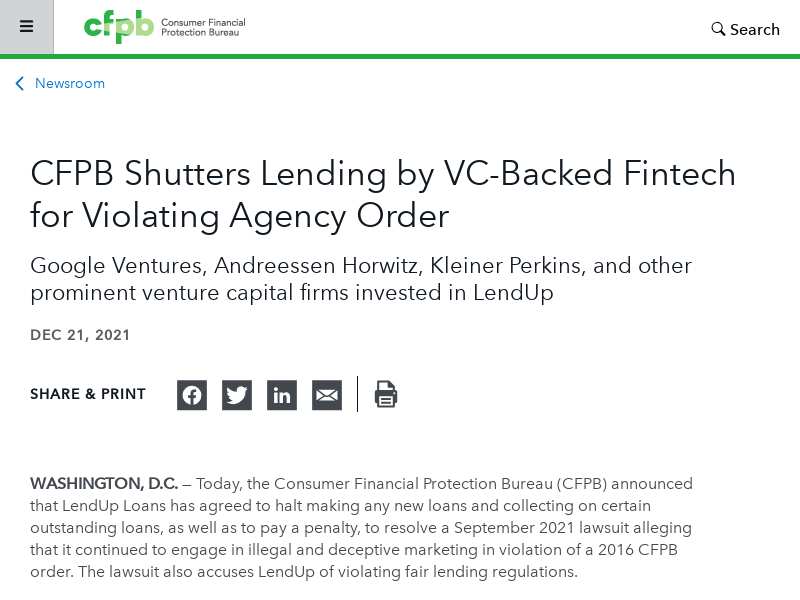 cfpb Consumer Financial
Protection Bureau
Search
Newsroom
CFPB Shutters Lending by VC-Backed Fintech
for Violating Agency Order
Google Ventures, Andreessen Horwitz, Kleiner Perkins, and other
prominent venture capital firms invested in LendUp
DEC 21, 2021
SHARE & PRINT
WASHINGTON, D.C. – Today, the Consumer Financial Protection Bureau (CFPB) announced
that LendUp Loans has agreed to halt making any new loans and collecting on certain
outstanding loans, as well as to pay a penalty, to resolve a September 2021 lawsuit alleging
that it continued to engage in illegal and deceptive marketing in violation of a 2016 CFPB
order. The lawsuit also accuses LendUp of violating fair lending regulations.